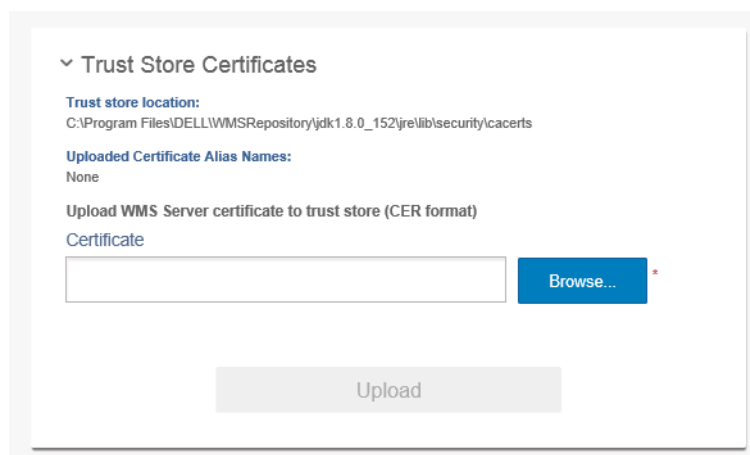 Trust Store Certificates
Trust store location:
C:\Program Files\DELL\WMSRepository\jdk1.8.0_152\jre\lib\security\cacerts
Uploaded Certificate Alias Names:
None
Upload WMS Server certificate to trust store (CER format)
Certificate
Browse... *
Upload